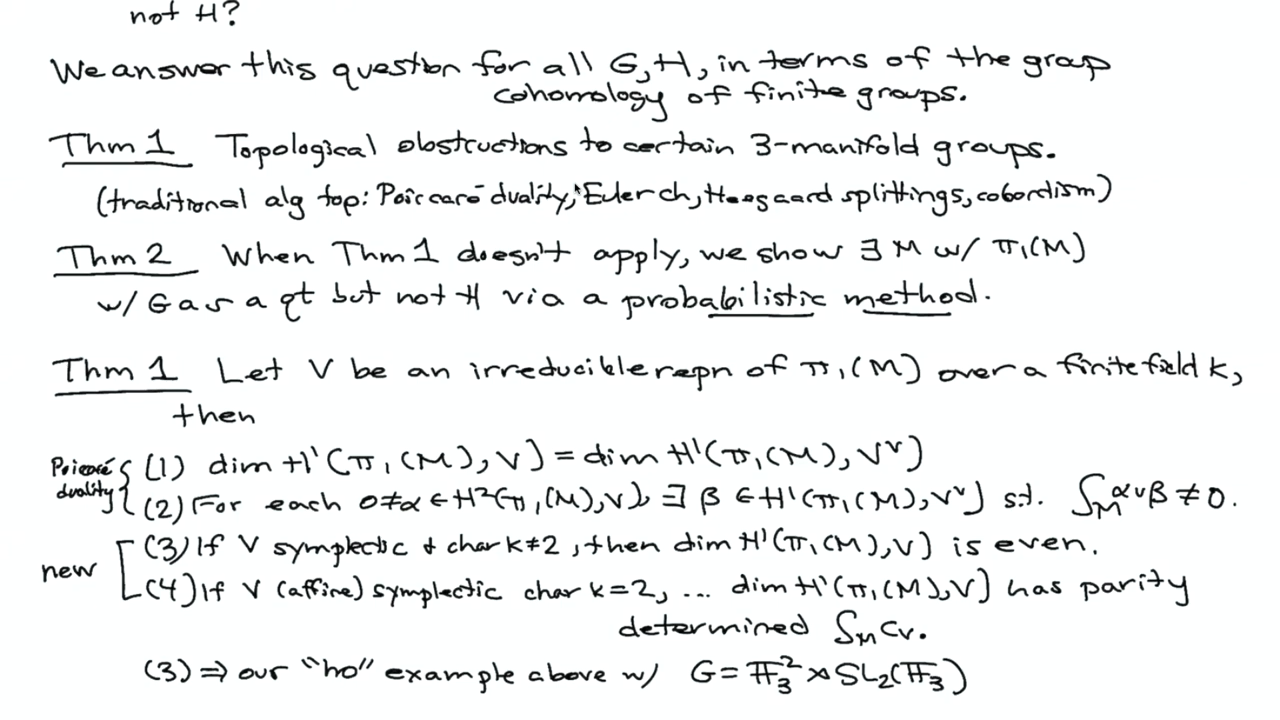 not H?
We answer this question for all G,H, in terms of the group
cohomology of finite groups.
Thm 1 Topological obstructions to certain 3-manifold groups.
(traditional alg top: Poincaré duality, Euler ch, Heegaard splittings, cobordism)
Thm 2 When Thm 1 doesn't apply, we show ∃ M w/ π₁(M)
w/ G as a qt but not H via a probabilistic method.
Thm 1 Let V be an irreducible repn of π₁(M) over a finite field k,
then
Poincaré duality { (1) dim H¹(π₁(M), V) = dim H¹(π₁(M), V^∨)
(2) For each 0≠α ∈ H²(π₁(M), V), ∃ β ∈ H¹(π₁(M), V^∨) s.t. ∫_M α∪β ≠ 0.
new [ (3) If V symplectic & char k≠2, then dim H¹(π₁(M), V) is even.
(4) If V (affine) symplectic char k=2, ... dim H¹(π₁(M), V) has parity
determined ∫_M c_V.
(3) ⇒ our "no" example above w/ G = 𝔽₃² ⋊ SL₂(𝔽₃)